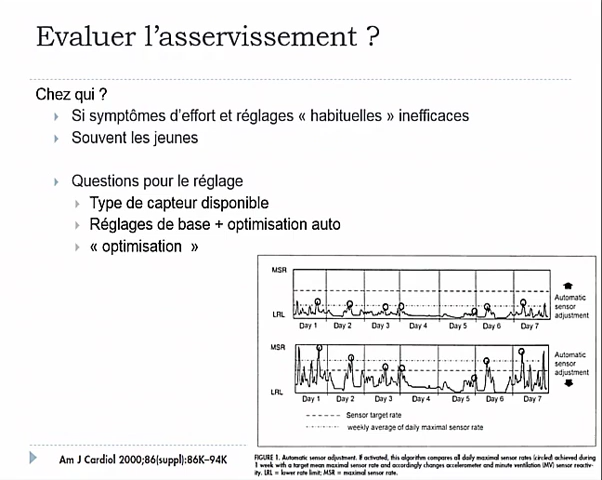 Evaluer l'asservissement ?
Chez qui ?
Si symptômes d'effort et réglages « habituelles » inefficaces
Souvent les jeunes
Questions pour le réglage
Type de capteur disponible
Réglages de base + optimisation auto
« optimisation »
MSR
LRL
Day 1 Day 2 Day 3 Day 4 Day 5 Day 6 Day 7
Automatic
sensor
adjustment
MSR
LRL
Day 1 Day 2 Day 3 Day 4 Day 5 Day 6 Day 7
Automatic
sensor
adjustment
Sensor target rate
weekly average of daily maximal sensor rate
Am J Cardiol 2000;86(suppl):86K–94K
FIGURE 1. Automatic sensor adjustment. If activated, this algorithm compares all daily maximal sensor rates (circled) achieved during
1 week with a target mean maximal sensor rate and accordingly changes accelerometer and minute ventilation (MV) sensor reactiv-
ity. LRL = lower rate limit; MSR = maximal sensor rate.